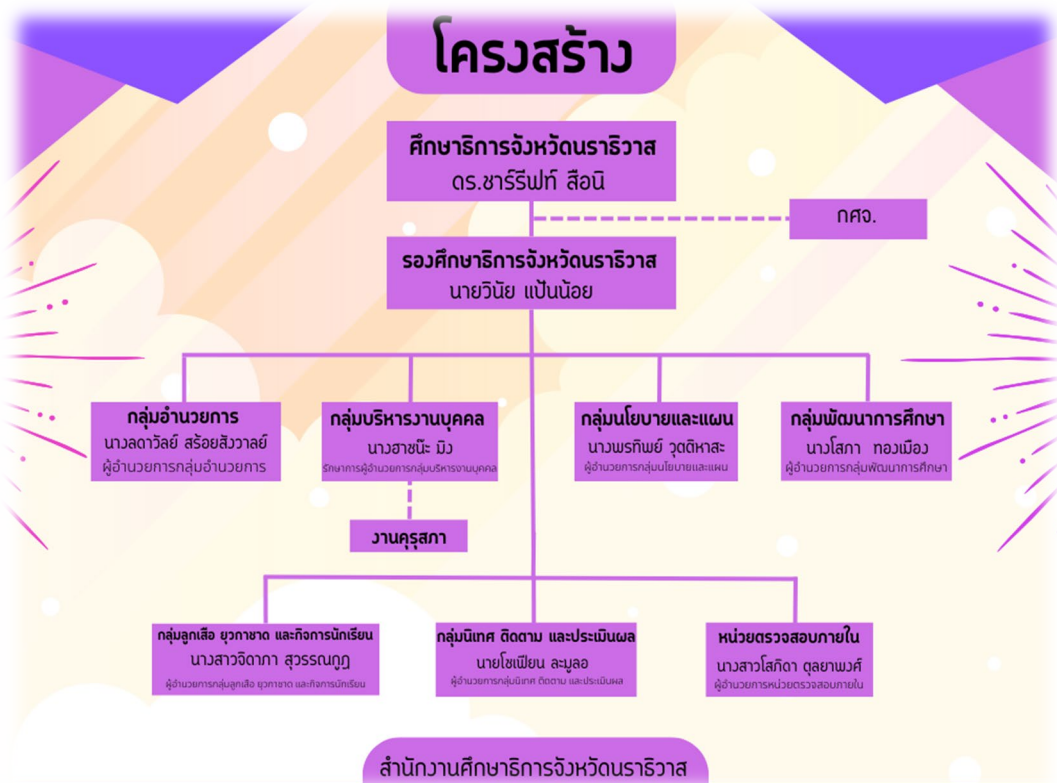 โครงสร้าง
ศึกษาธิการจังหวัดนราธิวาส
ดร.ชาร์รีฟท์ สือนิ
กศจ.
รองศึกษาธิการจังหวัดนราธิวาส
นายวินัย แป้นน้อย
กลุ่มอำนวยการ
นางลดาวัลย์ สร้อยสังวาลย์
ผู้อำนวยการกลุ่มอำนวยการ
กลุ่มบริหารงานบุคคล
นางฮาซน๊ะ มิง
รักษาการผู้อำนวยการกลุ่มบริหารงานบุคคล
กลุ่มนโยบายและแผน
นางพรทิพย์ วุตติหาสะ
ผู้อำนวยการกลุ่มนโยบายและแผน
กลุ่มพัฒนาการศึกษา
นางโสภา ทองเมือง
ผู้อำนวยการกลุ่มพัฒนาการศึกษา
งานคุรุสภา
กลุ่มลูกเสือ ยุวกาชาด และกิจการนักเรียน
นางสาวจิดาภา สุวรรณกูฏ
ผู้อำนวยการกลุ่มลูกเสือ ยุวกาชาด และกิจการนักเรียน
กลุ่มนิเทศ ติดตาม และประเมินผล
นายโซเฟียน ละมูลอ
ผู้อำนวยการกลุ่มนิเทศ ติดตาม และประเมินผล
หน่วยตรวจสอบภายใน
นางสาวโสภิดา ตุลยาพงศ์
ผู้อำนวยการหน่วยตรวจสอบภายใน
สำนักงานศึกษาธิการจังหวัดนราธิวาส